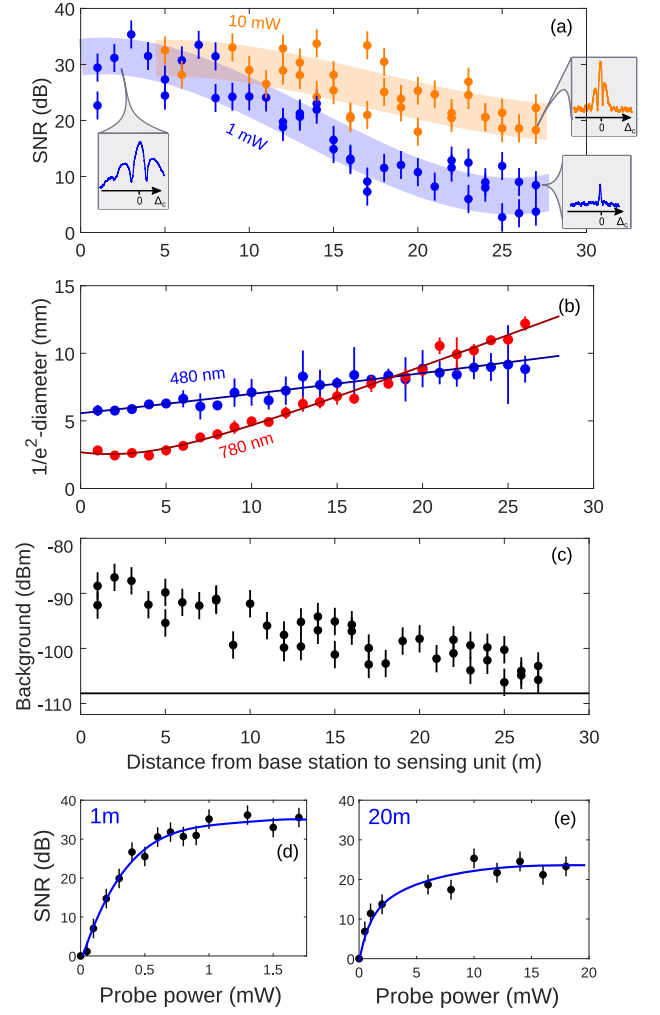 (a)
10 mW
1 mW
SNR
(dB)
40
30
20
10
0
0 5 10 15 20 25 30
0 Δc
0 Δc
0 Δc
(b)
480 nm
780 nm
1/e²-diameter (mm)
15
10
5
0
0 5 10 15 20 25 30
(c)
Background
(dBm)
-80
-90
-100
-110
0 5 10 15 20 25 30
Distance from base station to sensing unit (m)
1m
(d)
SNR
(dB)
40
30
20
10
0
0 0.5 1 1.5
Probe power (mW)
20m
(e)
40
30
20
10
0
0 5 10 15 20
Probe power (mW)